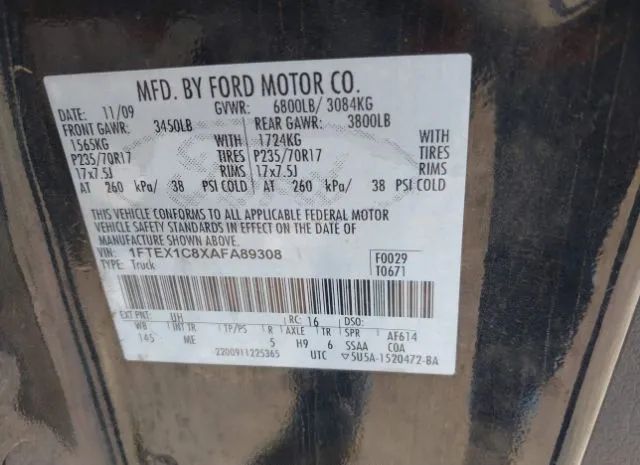 MFD. BY FORD MOTOR CO.
DATE: 11/09 GVWR: 6800LB/ 3084KG
FRONT GAWR: 3450LB REAR GAWR: 3800LB
1565KG WITH 1724KG WITH
P235/70R17 TIRES P235/70R17 TIRES
17x7.5J RIMS 17x7.5J RIMS
AT 260 kPa/ 38 PSI COLD AT 260 kPa/ 38 PSI COLD
THIS VEHICLE CONFORMS TO ALL APPLICABLE FEDERAL MOTOR
VEHICLE SAFETY STANDARDS IN EFFECT ON THE DATE OF
MANUFACTURE SHOWN ABOVE.
VIN: 1FTEX1C8XAFA89308 F0029
TYPE: Truck T0671
EXT PNT: UH RC: 16 DSO:
WB INT TR TP/PS R AXLE TR SPR AF614
145 ME 5 H9 6 SSAA COA
2200911225365 UTC ▽5U5A-1520472-BA